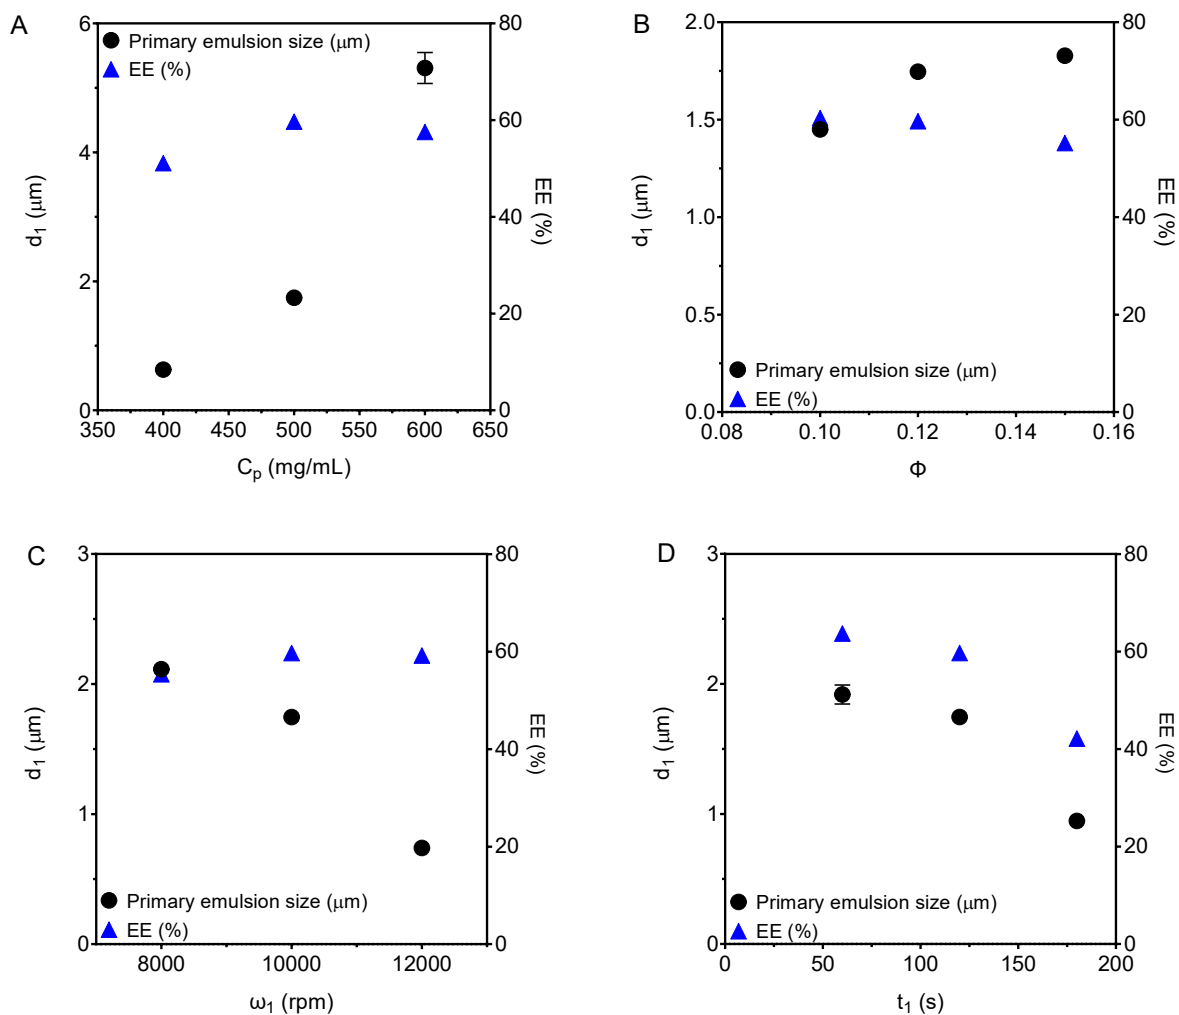 A
Primary emulsion size (μm)
EE (%)
6
4
2
0
80
60
40
20
0
350 400 450 500 550 600 650
d1 (μm)
EE (%)
Cp (mg/mL)
B
2.0
1.5
1.0
0.5
0.0
80
60
40
20
0
Primary emulsion size (μm)
EE (%)
0.08 0.10 0.12 0.14 0.16
d1 (μm)
EE (%)
Φ
C
3
2
1
0
80
60
40
20
0
Primary emulsion size (μm)
EE (%)
8000 10000 12000
d1 (μm)
EE (%)
ω1 (rpm)
D
3
2
1
0
80
60
40
20
0
Primary emulsion size (μm)
EE (%)
0 50 100 150 200
d1 (μm)
EE (%)
t1 (s)